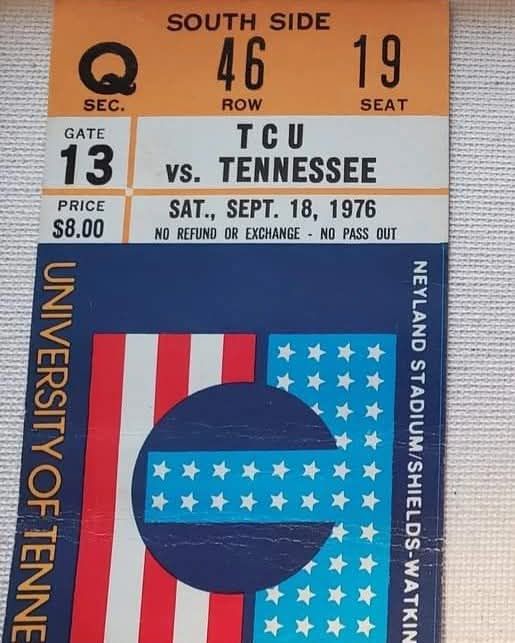 SOUTH SIDE
Q 46 19
SEC. ROW SEAT
GATE
13
TCU
vs. TENNESSEE
PRICE
$8.00
SAT., SEPT. 18, 1976
NO REFUND OR EXCHANGE - NO PASS OUT
UNIVERSITY OF TENNE
NEYLAND STADIUM/SHIELDS-WATKIN